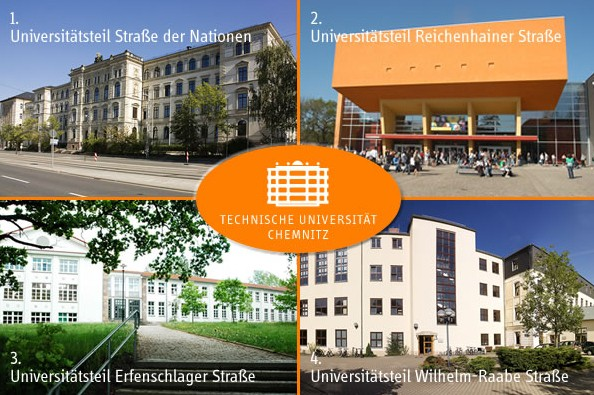 1.
Universitätsteil Straße der Nationen
2.
Universitätsteil Reichenhainer Straße
TECHNISCHE UNIVERSITÄT
CHEMNITZ
3.
Universitätsteil Erfenschlager Straße
4.
Universitätsteil Wilhelm-Raabe Straße